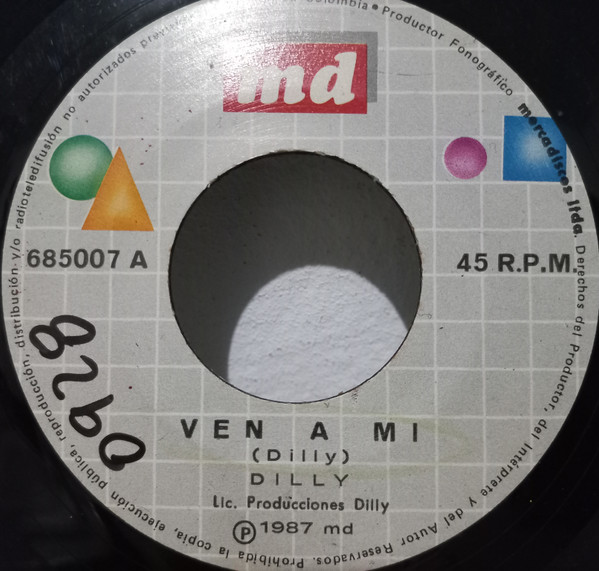 md
685007 A
45 R.P.M.
0928
VEN A MI
(Dilly)
DILLY
Lic. Producciones Dilly
Ⓟ 1987 md
Colombia • Productor Fonográfico mercadiscos ltda. Derechos del Productor, del Intérprete y del Autor Reservados. Prohibida la copia, ejecución pública, reproducción, distribución y/o radioteledifusión no autorizados